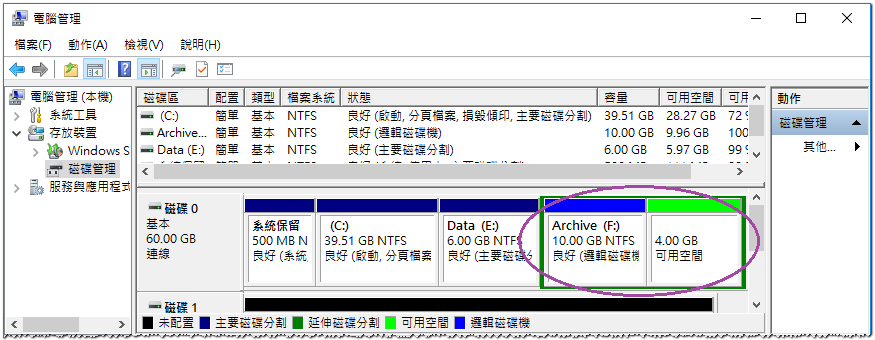 電腦管理
檔案(F) 動作(A) 檢視(V) 說明(H)
電腦管理 (本機)
系統工具
存放裝置
Windows S
磁碟管理
服務與應用程式
磁碟區 配置 類型 檔案系統 狀態 容量 可用空間 可用
(C:) 簡單 基本 NTFS 良好 (啟動, 分頁檔案, 損毀傾印, 主要磁碟分割) 39.51 GB 28.27 GB 72 %
Archive... 簡單 基本 NTFS 良好 (邏輯磁碟機) 10.00 GB 9.96 GB 100
Data (E:) 簡單 基本 NTFS 良好 (主要磁碟分割) 6.00 GB 5.97 GB 99 %
磁碟 0
基本
60.00 GB
連線
系統保留
500 MB N
良好 (系統,
(C:)
39.51 GB NTFS
良好 (啟動, 分頁檔案
Data (E:)
6.00 GB NTFS
良好 (主要磁碟分
Archive (F:)
10.00 GB NTFS
良好 (邏輯磁碟機
4.00 GB
可用空間
磁碟 1
未配置 主要磁碟分割 延伸磁碟分割 可用空間 邏輯磁碟機
動作
磁碟管理
其他...